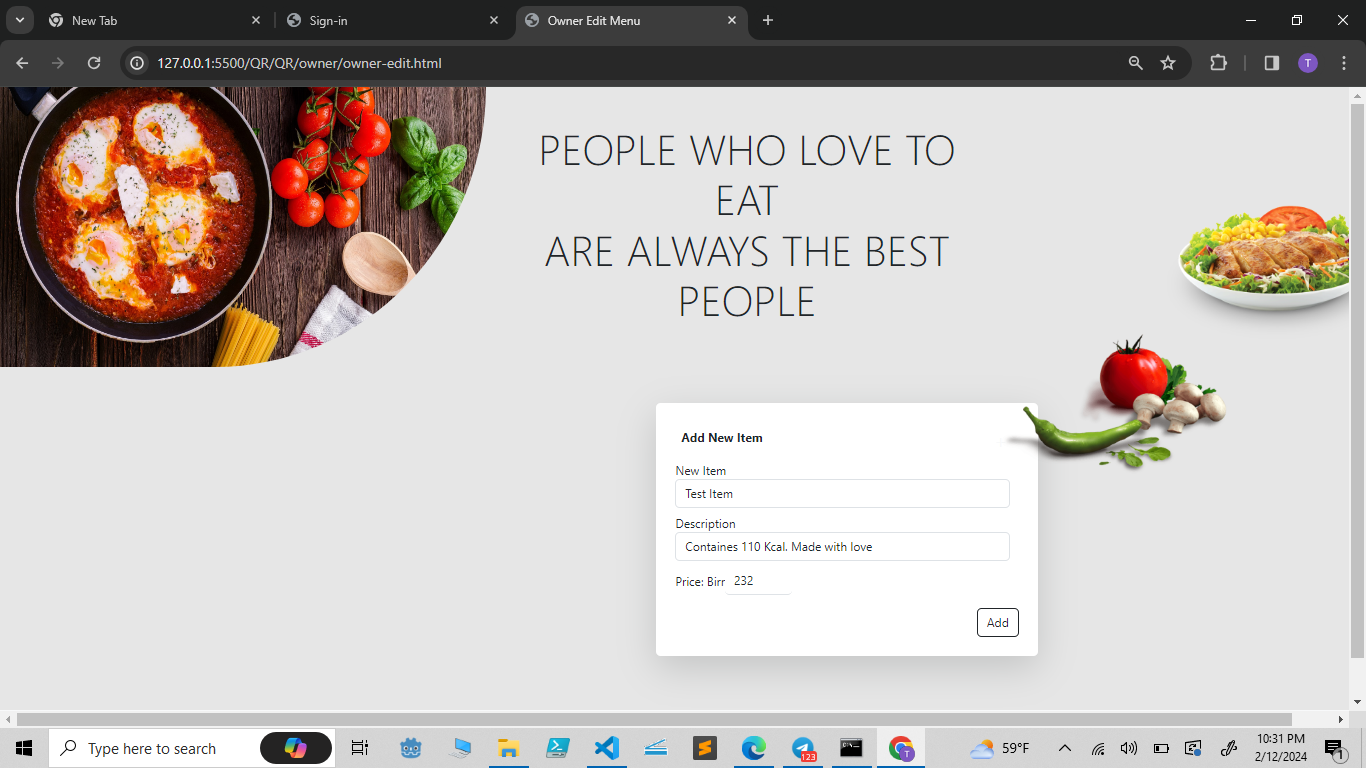 New Tab
Sign-in
Owner Edit Menu
127.0.0.1:5500/QR/QR/owner/owner-edit.html
T
PEOPLE WHO LOVE TO
EAT
ARE ALWAYS THE BEST
PEOPLE
Add New Item
New Item
Test Item
Description
Containes 110 Kcal. Made with love
Price: Birr 232
Add
Type here to search
123
T
59°F
10:31 PM
2/12/2024
1